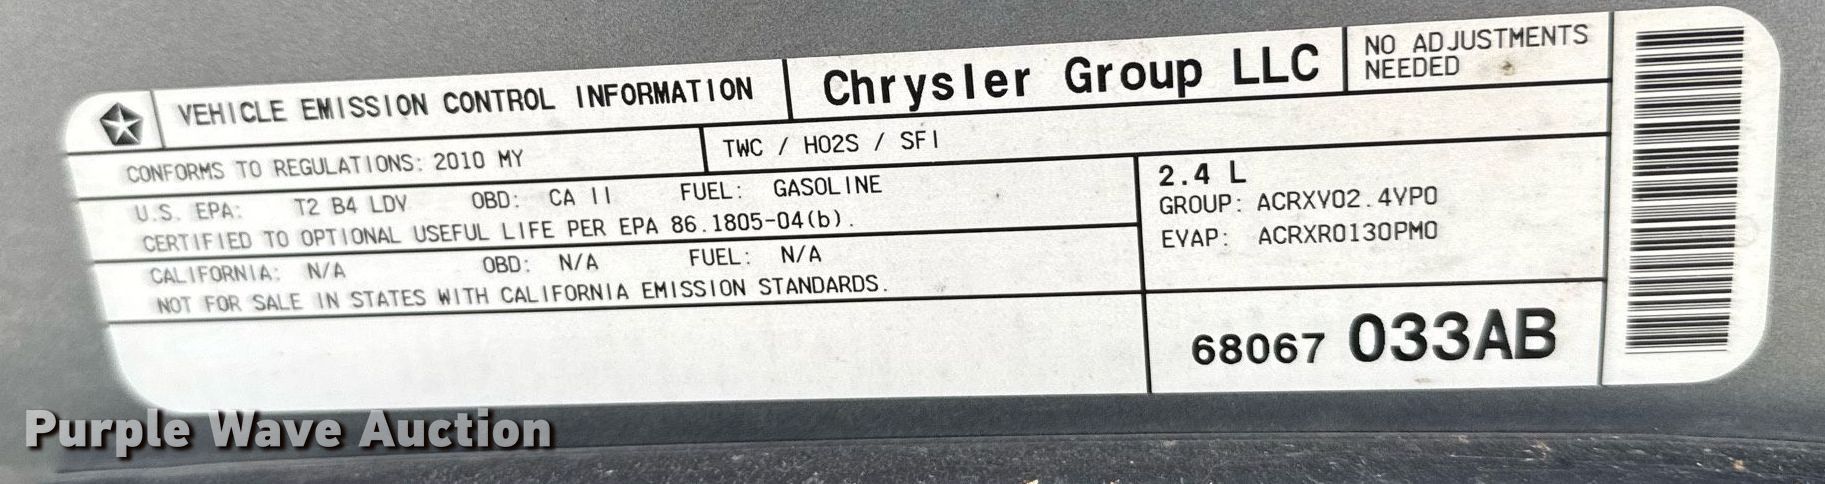 VEHICLE EMISSION CONTROL INFORMATION
Chrysler Group LLC
NO ADJUSTMENTS
NEEDED
CONFORMS TO REGULATIONS: 2010 MY
TWC / HO2S / SFI
U.S. EPA: T2 B4 LDV OBD: CA II FUEL: GASOLINE
CERTIFIED TO OPTIONAL USEFUL LIFE PER EPA 86.1805-04(b).
CALIFORNIA: N/A OBD: N/A FUEL: N/A
NOT FOR SALE IN STATES WITH CALIFORNIA EMISSION STANDARDS.
2.4 L
GROUP: ACRXV02.4VP0
EVAP: ACRXR0130PM0
68067 033AB
Purple Wave Auction